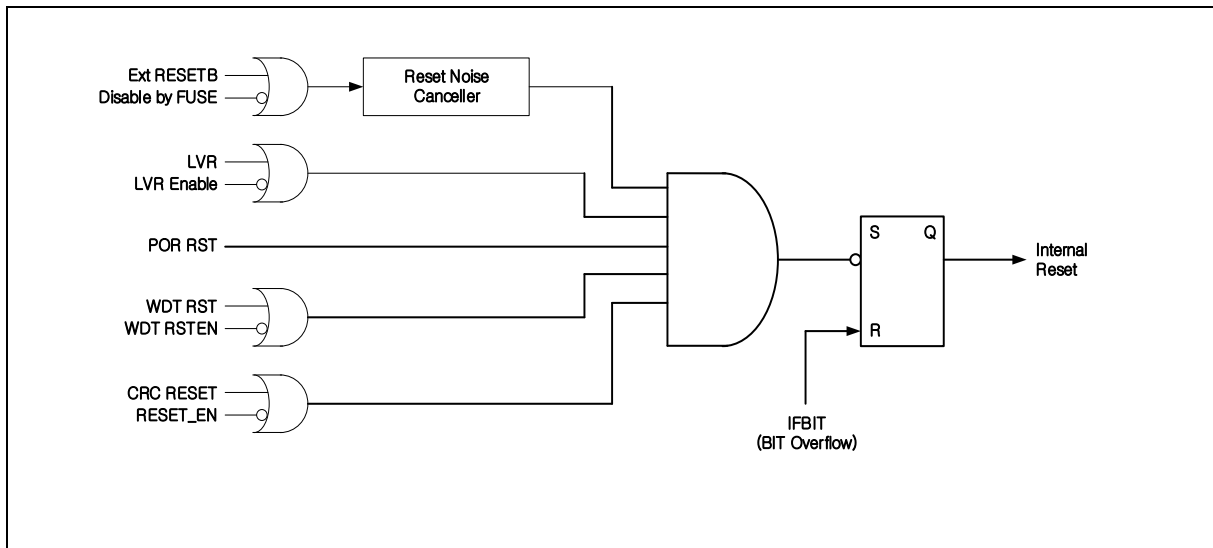 Ext RESETB
Disable by FUSE
Reset Noise
Canceller
LVR
LVR Enable
POR RST
WDT RST
WDT RSTEN
CRC RESET
RESET_EN
S
Q
R
Internal
Reset
IFBIT
(BIT Overflow)